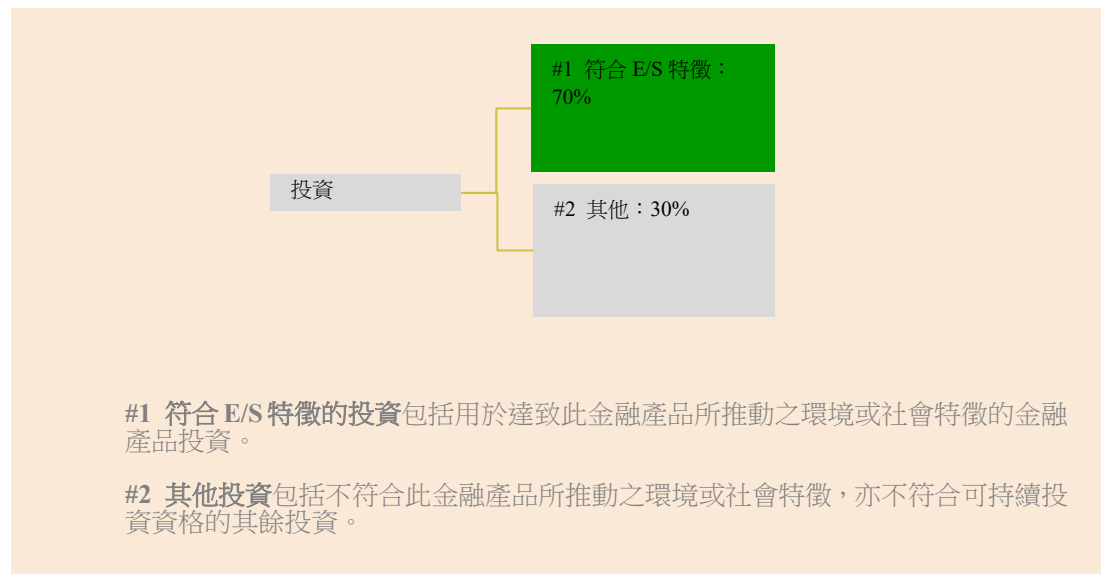 #1 符合 E/S 特徵：
70%
投資
#2 其他：30%
#1 符合 E/S 特徵的投資包括用於達致此金融產品所推動之環境或社會特徵的金融
產品投資。
#2 其他投資包括不符合此金融產品所推動之環境或社會特徵，亦不符合可持續投
資資格的其餘投資。